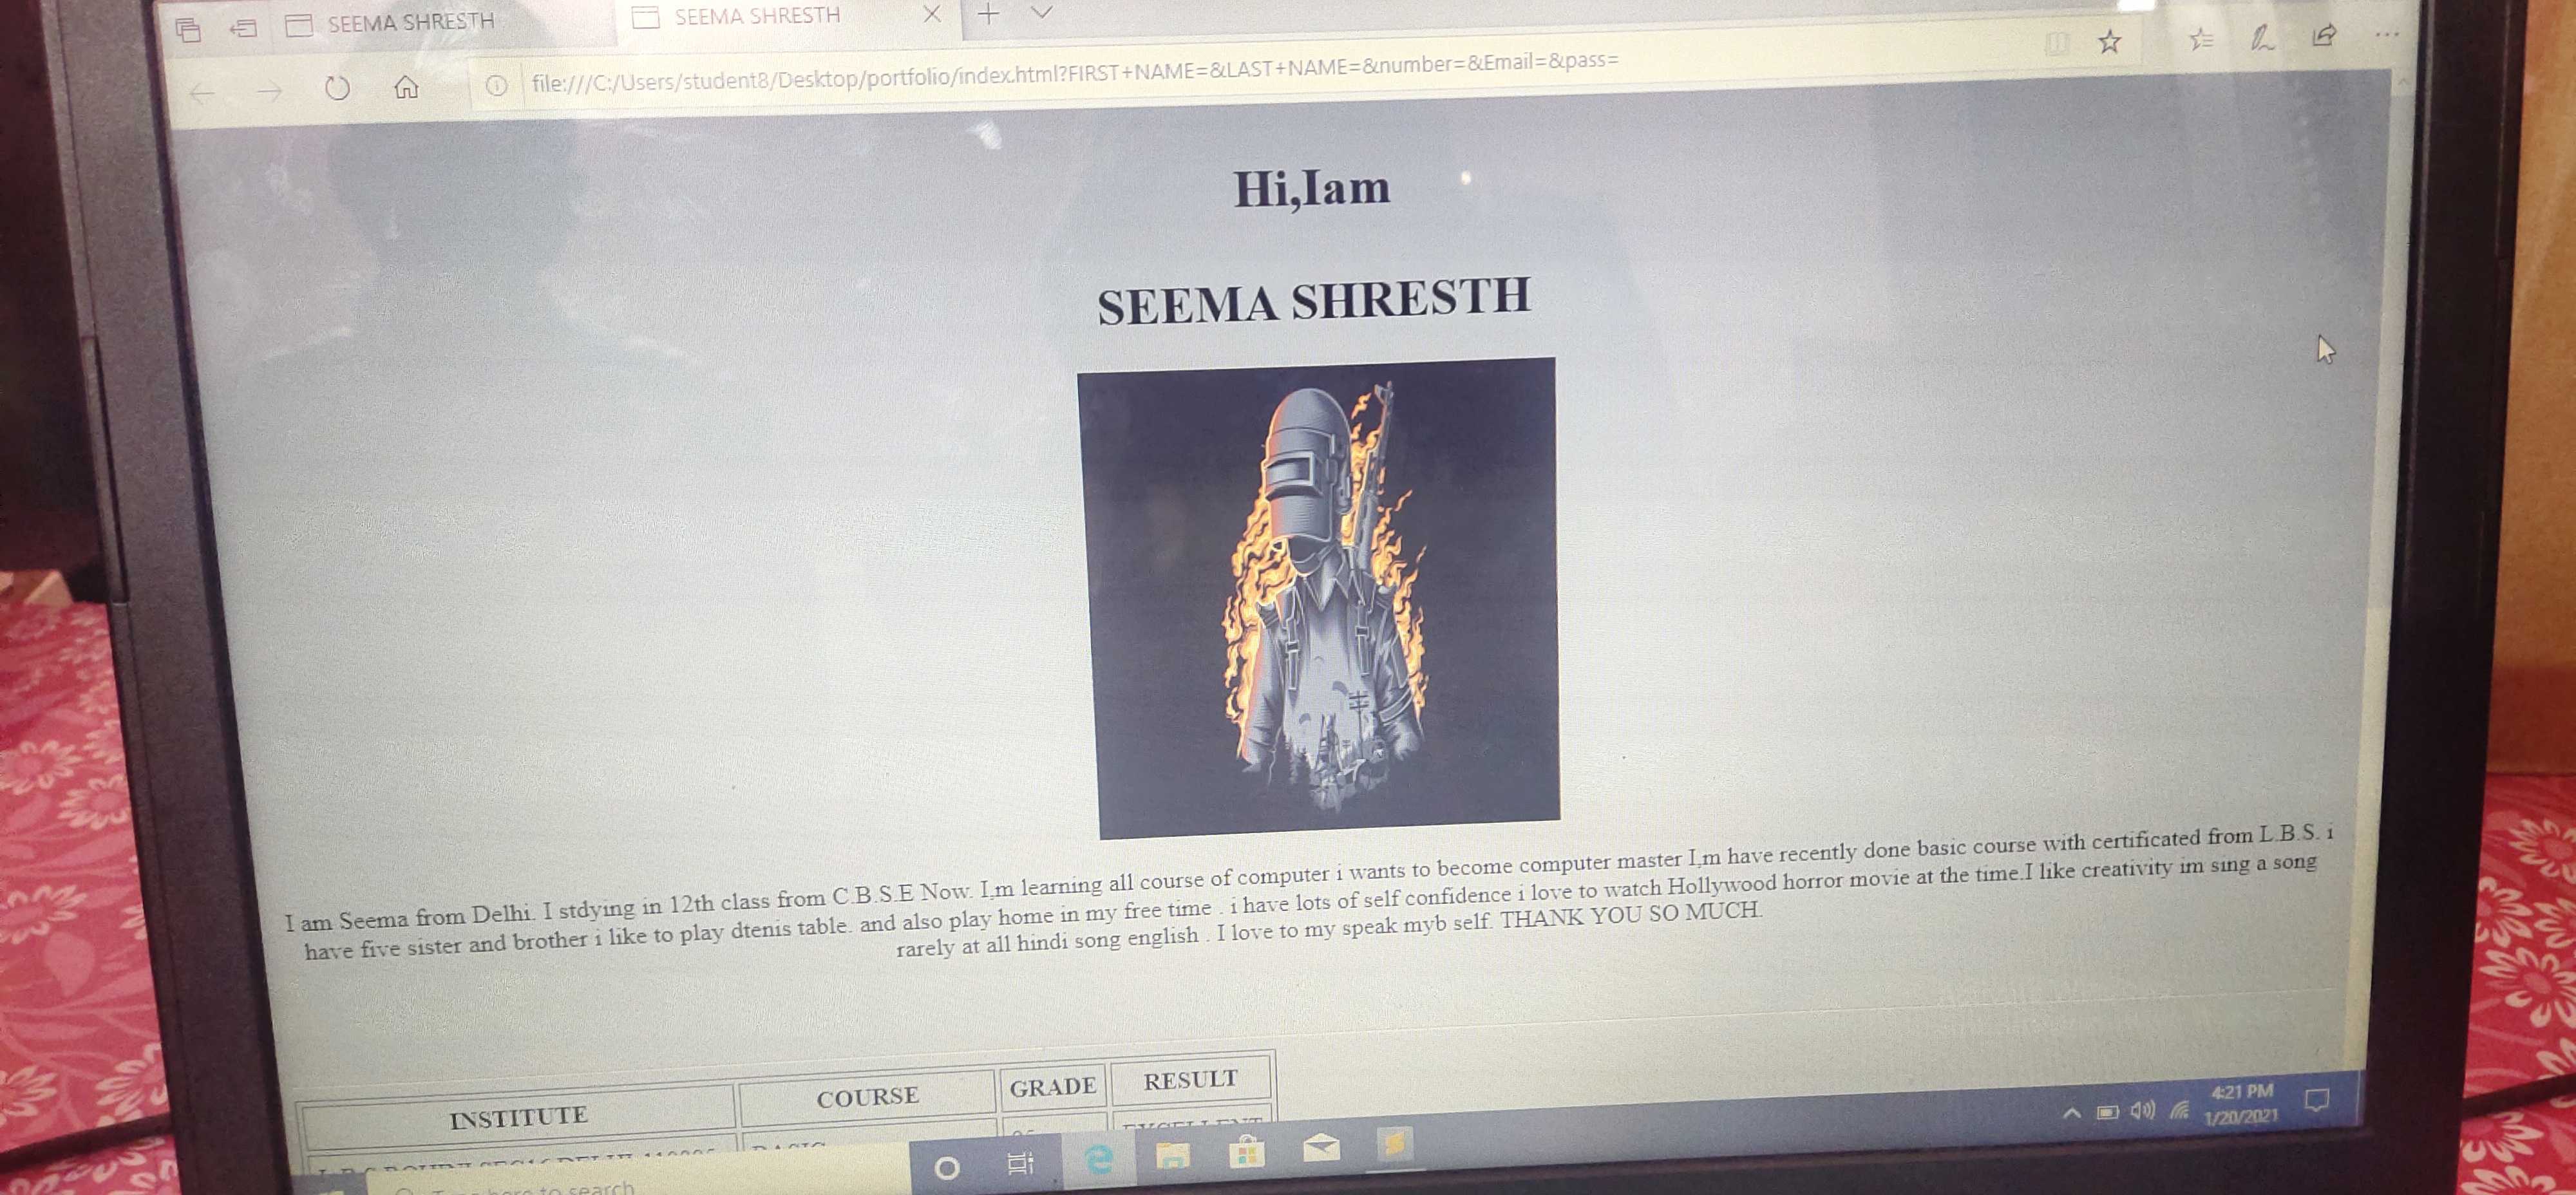 SEEMA SHRESTH
SEEMA SHRESTH
file:///C:/Users/student8/Desktop/portfolio/index.html?FIRST+NAME=&LAST+NAME=&number=&Email=&pass=
Hi,Iam
SEEMA SHRESTH
I am Seema from Delhi. I stdying in 12th class from C.B.S.E Now. I,m learning all course of computer i wants to become computer master I,m have recently done basic course with certificated from L.B.S. i
have five sister and brother i like to play dtenis table. and also play home in my free time . i have lots of self confidence i love to watch Hollywood horror movie at the time.I like creativity im sing a song
rarely at all hindi song english . I love to my speak myb self. THANK YOU SO MUCH.
INSTITUTE COURSE GRADE RESULT
EXCELLENT
here to search
4:21 PM
1/20/2021